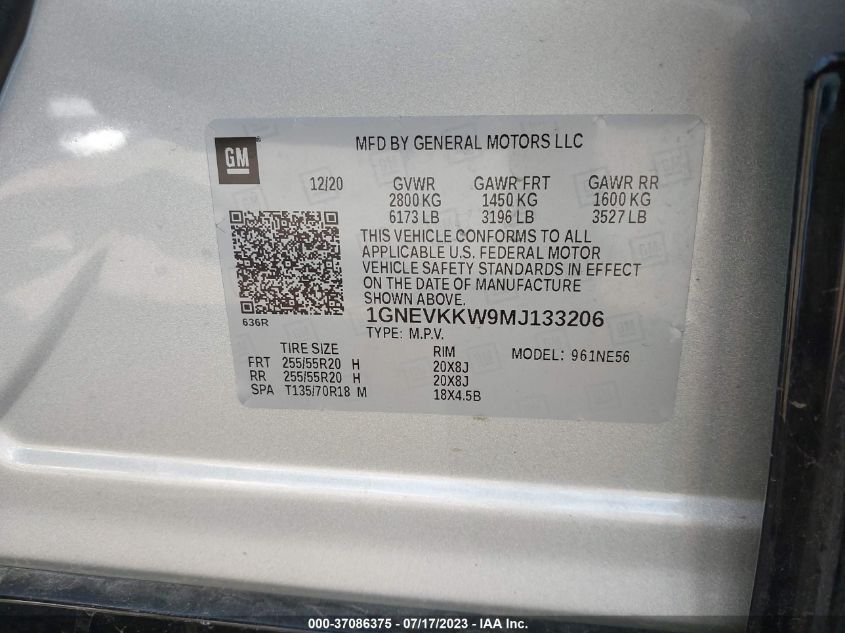 GM
®
MFD BY GENERAL MOTORS LLC
12/20 GVWR GAWR FRT GAWR RR
2800 KG 1450 KG 1600 KG
6173 LB 3196 LB 3527 LB
THIS VEHICLE CONFORMS TO ALL
APPLICABLE U.S. FEDERAL MOTOR
VEHICLE SAFETY STANDARDS IN EFFECT
ON THE DATE OF MANUFACTURE
SHOWN ABOVE.
636R
1GNEVKKW9MJ133206
TYPE: M.P.V.
TIRE SIZE RIM MODEL: 961NE56
FRT 255/55R20 H 20X8J
RR 255/55R20 H 20X8J
SPA T135/70R18 M 18X4.5B
000-37086375 - 07/17/2023 - Copyright © IAA, Inc.